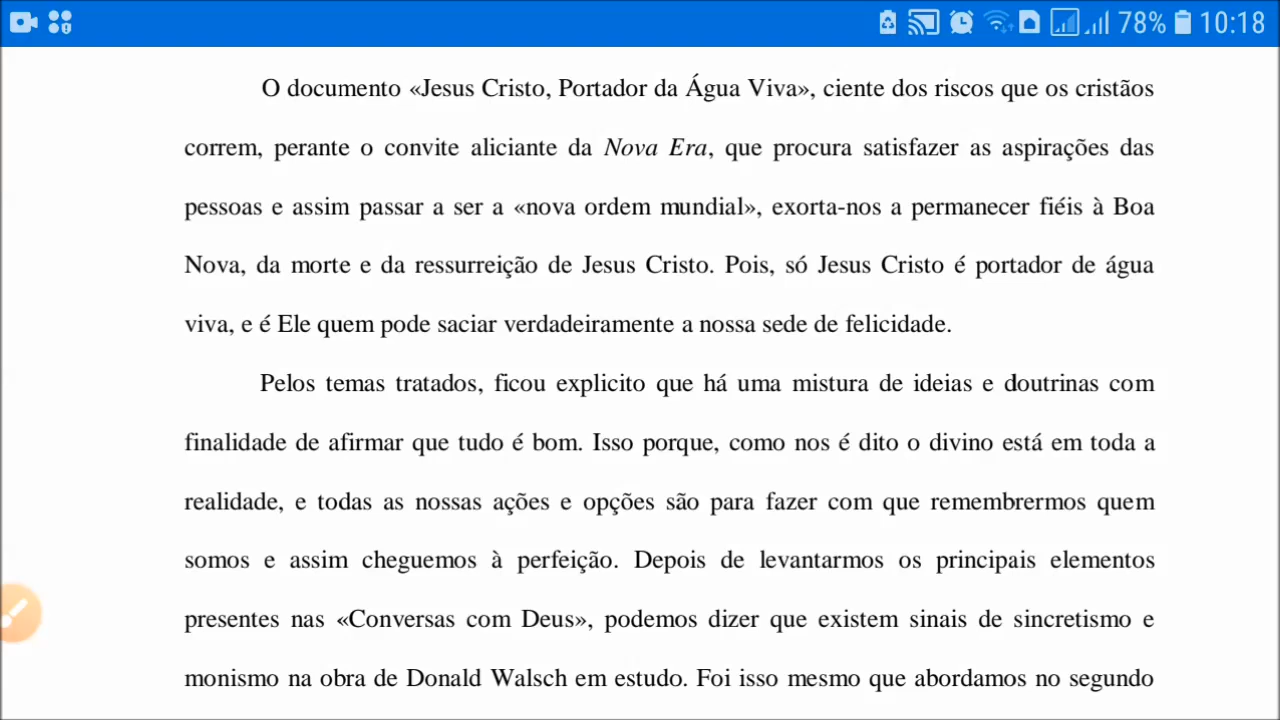 78% 10:18
O documento «Jesus Cristo, Portador da Água Viva», ciente dos riscos que os cristãos
correm, perante o convite aliciante da Nova Era, que procura satisfazer as aspirações das
pessoas e assim passar a ser a «nova ordem mundial», exorta-nos a permanecer fiéis à Boa
Nova, da morte e da ressurreição de Jesus Cristo. Pois, só Jesus Cristo é portador de água
viva, e é Ele quem pode saciar verdadeiramente a nossa sede de felicidade.
Pelos temas tratados, ficou explicito que há uma mistura de ideias e doutrinas com
finalidade de afirmar que tudo é bom. Isso porque, como nos é dito o divino está em toda a
realidade, e todas as nossas ações e opções são para fazer com que remembrermos quem
somos e assim cheguemos à perfeição. Depois de levantarmos os principais elementos
presentes nas «Conversas com Deus», podemos dizer que existem sinais de sincretismo e
monismo na obra de Donald Walsch em estudo. Foi isso mesmo que abordamos no segundo